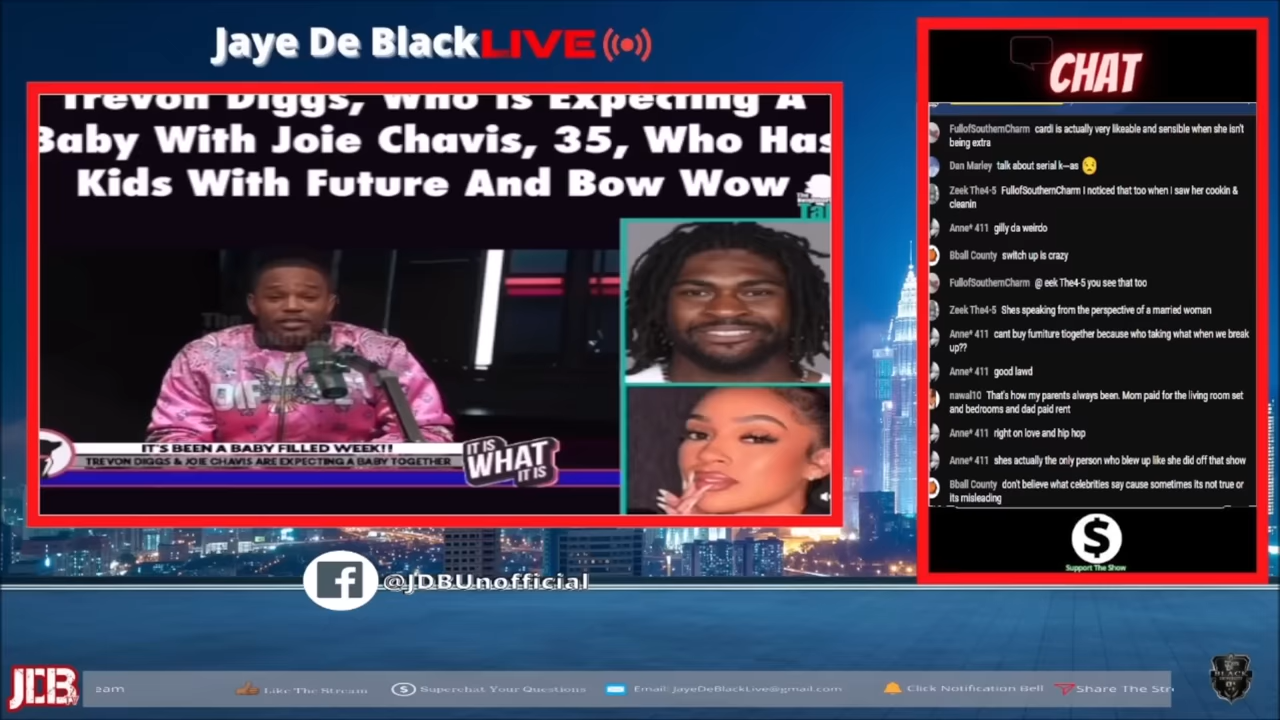 Jaye De Black LIVE
Trevon Diggs, Who Is Expecting A
Baby With Joie Chavis, 35, Who Has
Kids With Future And Bow Wow
DIP
IT'S BEEN A BABY FILLED WEEK!!
TREVON DIGGS & JOIE CHAVIS ARE EXPECTING A BABY TOGETHER
IT IS
WHAT
IT IS
@JDBUnofficial
CHAT
FullofSouthernCharm cardi is actually very likeable and sensible when she isn't
being extra
Dan Marley talk about serial k---as 😟
Zeek The4-5 FullofSouthernCharm I noticed that too when I saw her cookin &
cleanin
Anne* 411 gilly da weirdo
Bball County switch up is crazy
FullofSouthernCharm @ eek The4-5 you see that too
Zeek The4-5 Shes speaking from the perspective of a married woman
Anne* 411 cant buy furniture tiogether because who taking what when we break
up??
Anne* 411 good lawd
nawal10 That's how my parents always been. Mom paid for the living room set
and bedrooms and dad paid rent
Anne* 411 right on love and hip hop
Anne* 411 shes actually the only person who blew up like she did off that show
Bball County don't believe what celebrities say cause sometimes its not true or
its misleading
$
Support The Show
JDB
eam
Like The Stream
Superchat Your Questions
Email: JayeDeBlackLive@gmail.com
Click Notification Bell
Share The Str
BLACK